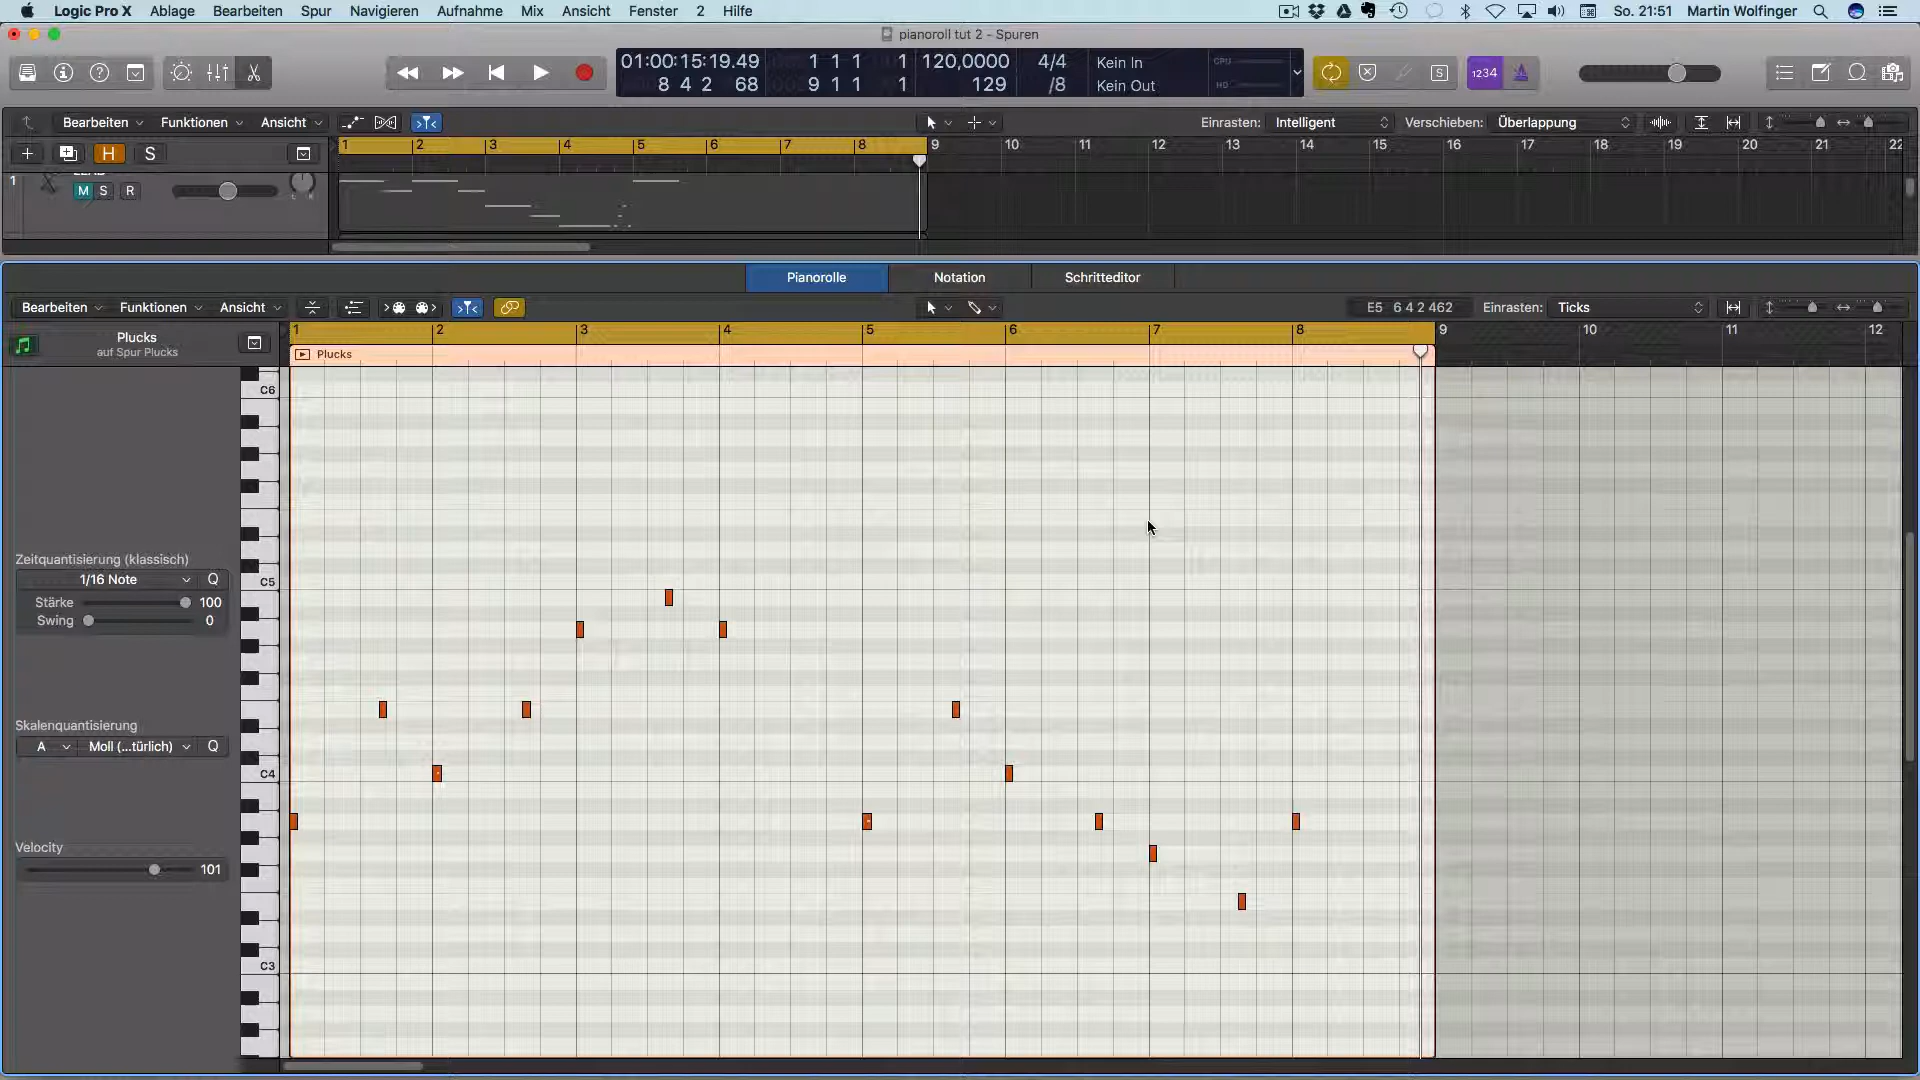 Logic Pro X Ablage Bearbeiten Spur Navigieren Aufnahme Mix Ansicht Fenster 2 Hilfe So. 21:51 Martin Wolfinger
pianoroll tut 2 - Spuren
01:00:15:19.49 1 1 1 1 120,0000 4/4 Kein In CPU
8 4 2 68 9 1 1 1 129 /8 Kein Out HD
1234
S
Bearbeiten Funktionen Ansicht Einrasten: Intelligent Verschieben: Überlappung
H S 1 2 3 4 5 6 7 8 9 10 11 12 13 14 15 16 17 18 19 20 21 22
1 M S R L R
Pianorolle Notation Schritteditor
Bearbeiten Funktionen Ansicht E5 6 4 2 462 Einrasten: Ticks
1 2 3 4 5 6 7 8 9 10 11 12
Plucks
auf Spur Plucks
Plucks
C6
Zeitquantisierung (klassisch)
1/16 Note Q
C5
Stärke 100
Swing 0
Skalenquantisierung
A Moll (...türlich) Q
C4
Velocity
101
C3